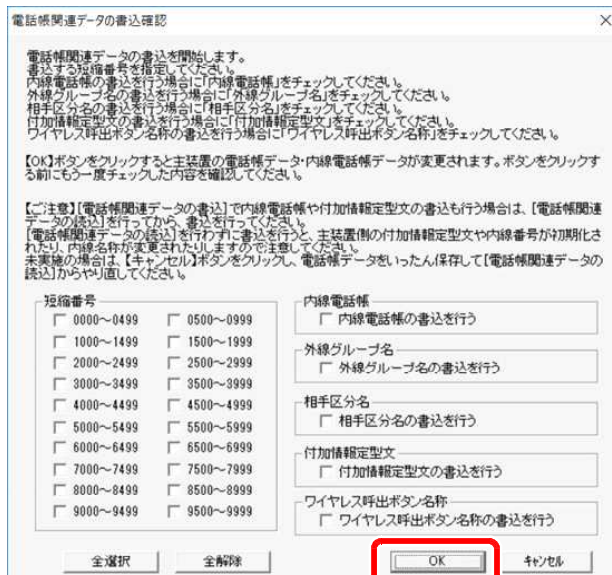 電話帳関連データの書込確認
電話帳関連データの書込を開始します。
書込する短縮番号を指定してください。
内線電話帳の書込を行う場合に「内線電話帳」をチェックしてください。
外線グループ名の書込を行う場合に「外線グループ名」をチェックしてください。
相手区分名の書込を行う場合に「相手区分名」をチェックしてください。
付加情報定型文の書込を行う場合に「付加情報定型文」をチェックしてください。
ワイヤレス呼出ボタン名称の書込を行う場合に「ワイヤレス呼出ボタン名称」をチェックしてください。
【OK】ボタンをクリックすると主装置の電話帳データ・内線電話帳データが変更されます。ボタンをクリックす
る前にもう一度チェックした内容を確認してください。
【ご注意】[電話帳関連データの書込]で内線電話帳や付加情報定型文の書込も行う場合は、[電話帳関連
データの読込]を行ってから、書込を行ってください。
[電話帳関連データの読込]を行わずに書込を行うと、主装置側の付加情報定型文や内線番号が初期化さ
れたり、内線名称が変更されたりしますので注意してください。
未実施の場合は、【キャンセル】ボタンをクリックし、電話帳データをいったん保存して[電話帳関連データの
読込]からやり直してください。
短縮番号
0000～0499 0500～0999
1000～1499 1500～1999
2000～2499 2500～2999
3000～3499 3500～3999
4000～4499 4500～4999
5000～5499 5500～5999
6000～6499 6500～6999
7000～7499 7500～7999
8000～8499 8500～8999
9000～9499 9500～9999
内線電話帳
内線電話帳の書込を行う
外線グループ名
外線グループ名の書込を行う
相手区分名
相手区分名の書込を行う
付加情報定型文
付加情報定型文の書込を行う
ワイヤレス呼出ボタン名称
ワイヤレス呼出ボタン名称の書込を行う
全選択 全解除 OK キャンセル